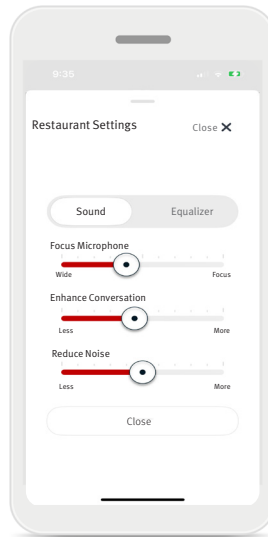 9:35
Restaurant Settings Close ✕
Sound Equalizer
Focus Microphone
Wide Focus
Enhance Conversation
Less More
Reduce Noise
Less More
Close